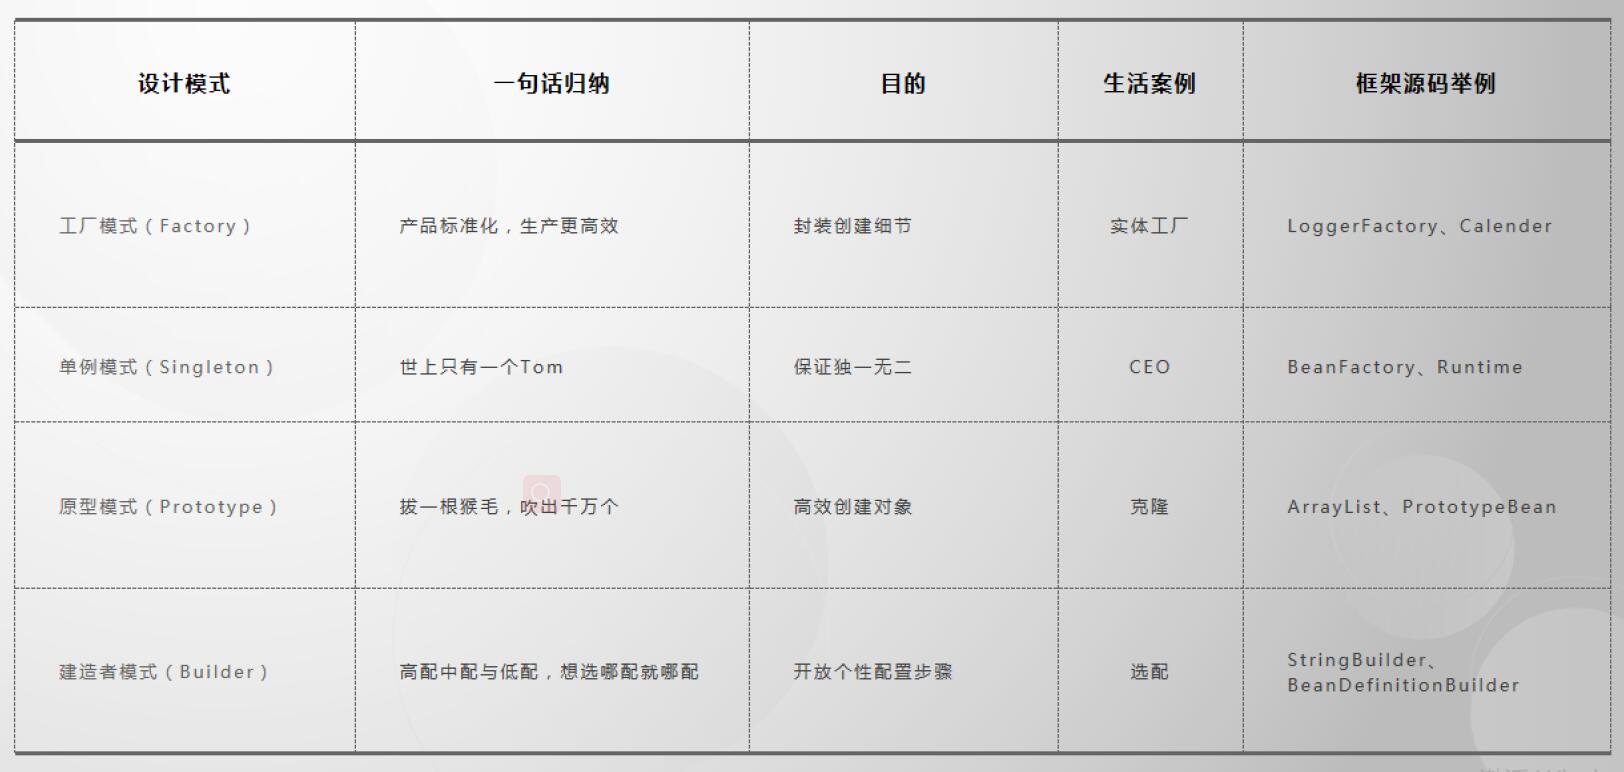 设计模式 一句话归纳 目的 生活案例 框架源码举例
工厂模式（Factory） 产品标准化，生产更高效 封装创建细节 实体工厂 LoggerFactory、Calender
单例模式（Singleton） 世上只有一个Tom 保证独一无二 CEO BeanFactory、Runtime
原型模式（Prototype） 拔一根猴毛，吹出千万个 高效创建对象 克隆 ArrayList、PrototypeBean
建造者模式（Builder） 高配中配与低配，想选哪配就哪配 开放个性配置步骤 选配 StringBuilder、
BeanDefinitionBuilder